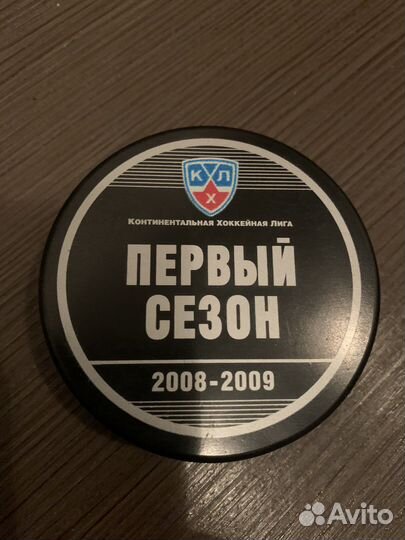 КХЛ
Континентальная Хоккейная Лига
ПЕРВЫЙ
СЕЗОН
2008-2009
Avito